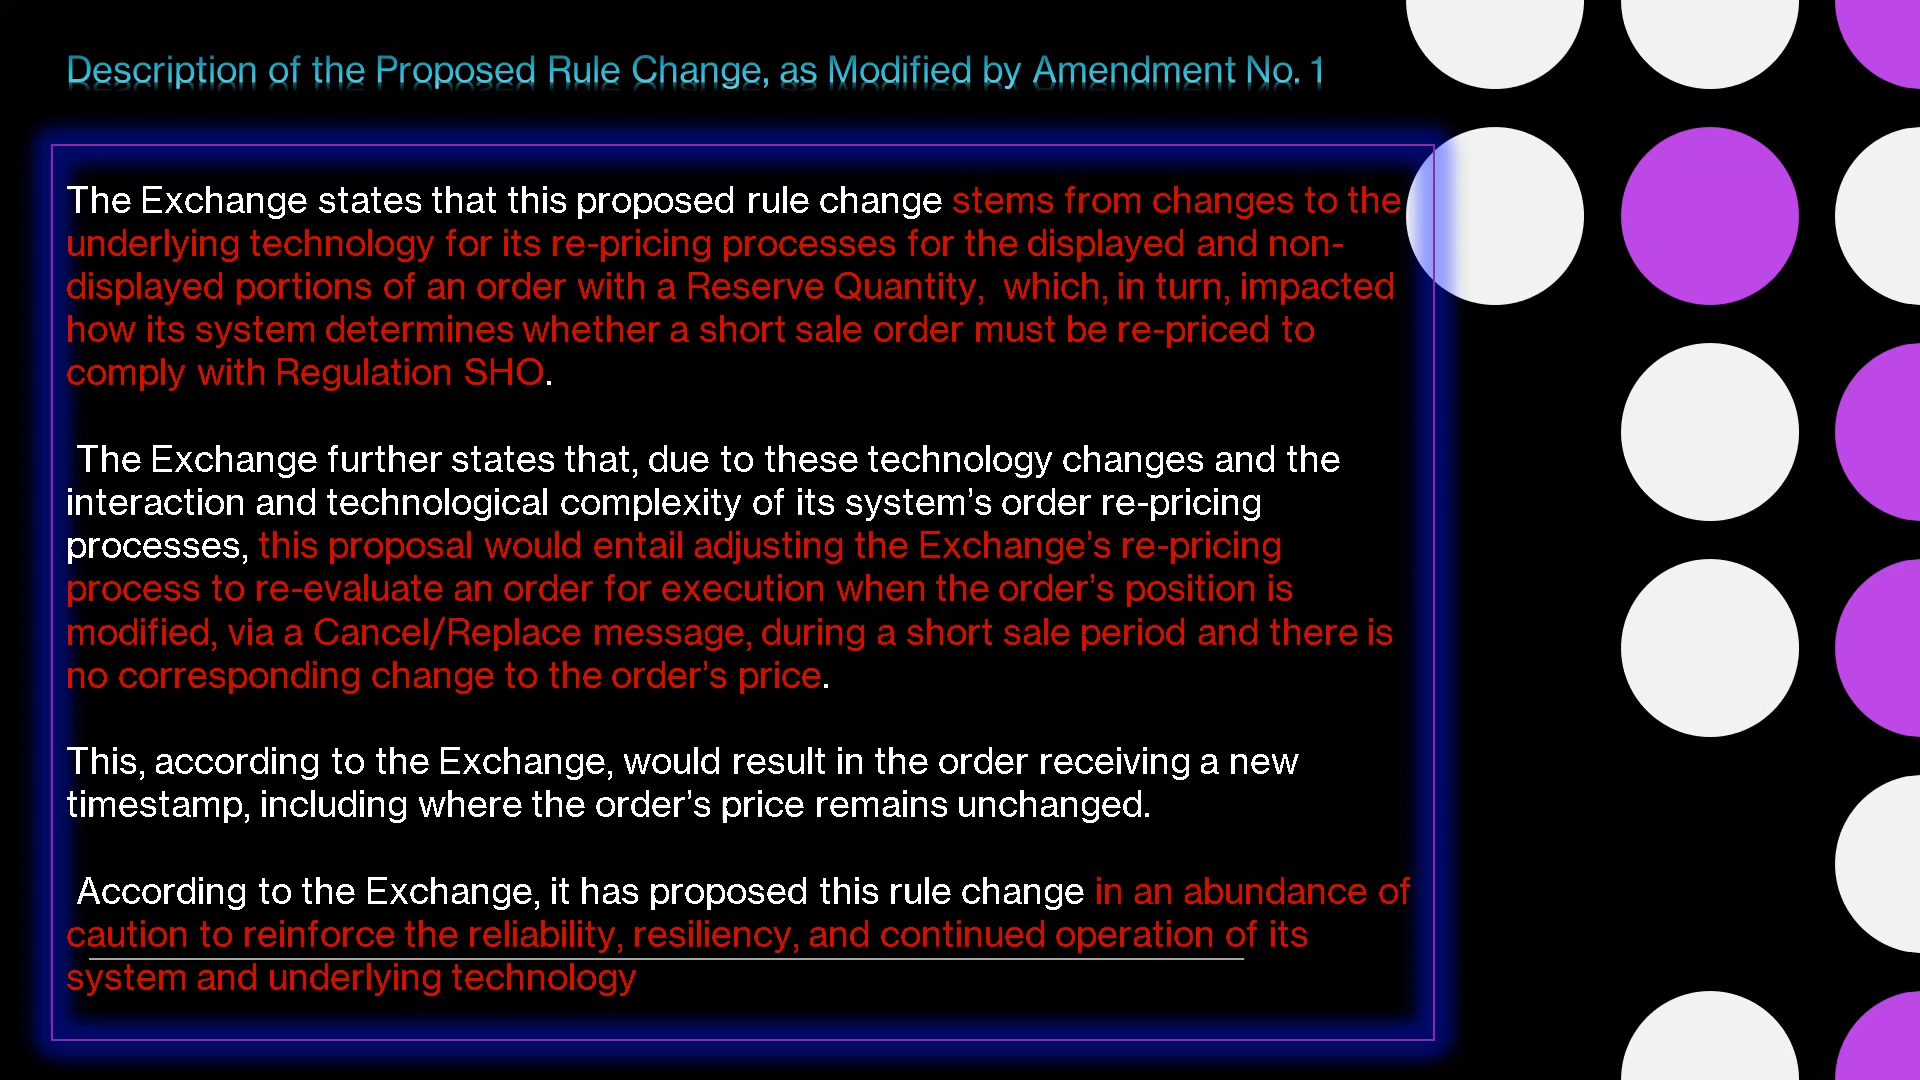 Description of the Proposed Rule Change, as Modified by Amendment No. 1
The Exchange states that this proposed rule change stems from changes to the
underlying technology for its re-pricing processes for the displayed and non-
displayed portions of an order with a Reserve Quantity,  which, in turn, impacted
how its system determines whether a short sale order must be re-priced to
comply with Regulation SHO.
The Exchange further states that, due to these technology changes and the
interaction and technological complexity of its system’s order re-pricing
processes, this proposal would entail adjusting the Exchange’s re-pricing
process to re-evaluate an order for execution when the order’s position is
modified, via a Cancel/Replace message, during a short sale period and there is
no corresponding change to the order’s price.
This, according to the Exchange, would result in the order receiving a new
timestamp, including where the order’s price remains unchanged.
According to the Exchange, it has proposed this rule change in an abundance of
caution to reinforce the reliability, resiliency, and continued operation of its
system and underlying technology